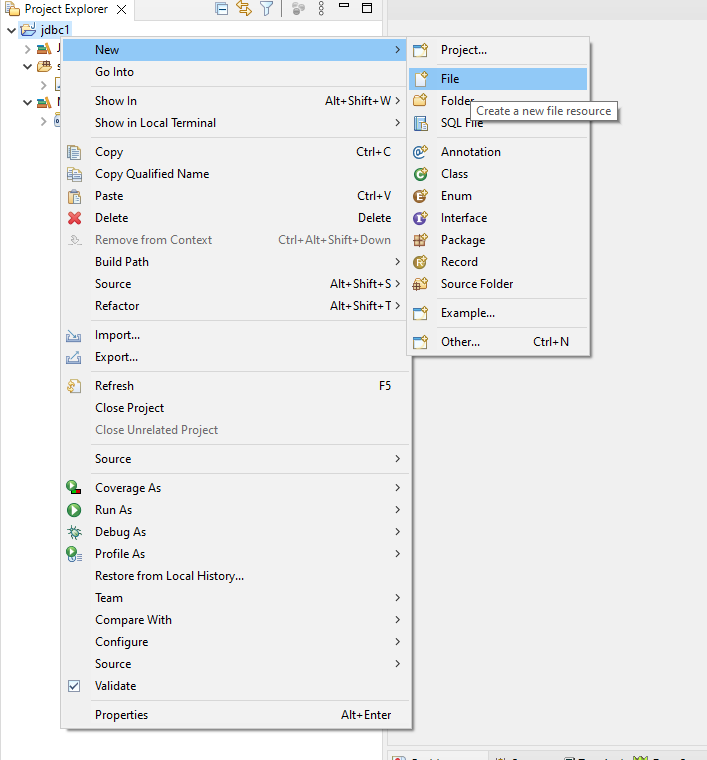 Project Explorer
jdbc1
New
Go Into
Show In Alt+Shift+W
Show in Local Terminal
Copy Ctrl+C
Copy Qualified Name
Paste Ctrl+V
Delete Delete
Remove from Context Ctrl+Alt+Shift+Down
Build Path
Source Alt+Shift+S
Refactor Alt+Shift+T
Import...
Export...
Refresh F5
Close Project
Close Unrelated Project
Source
Coverage As
Run As
Debug As
Profile As
Restore from Local History...
Team
Compare With
Configure
Source
Validate
Properties Alt+Enter
Project...
File
Folder
Create a new file resource
SQL File
Annotation
Class
Enum
Interface
Package
Record
Source Folder
Example...
Other... Ctrl+N